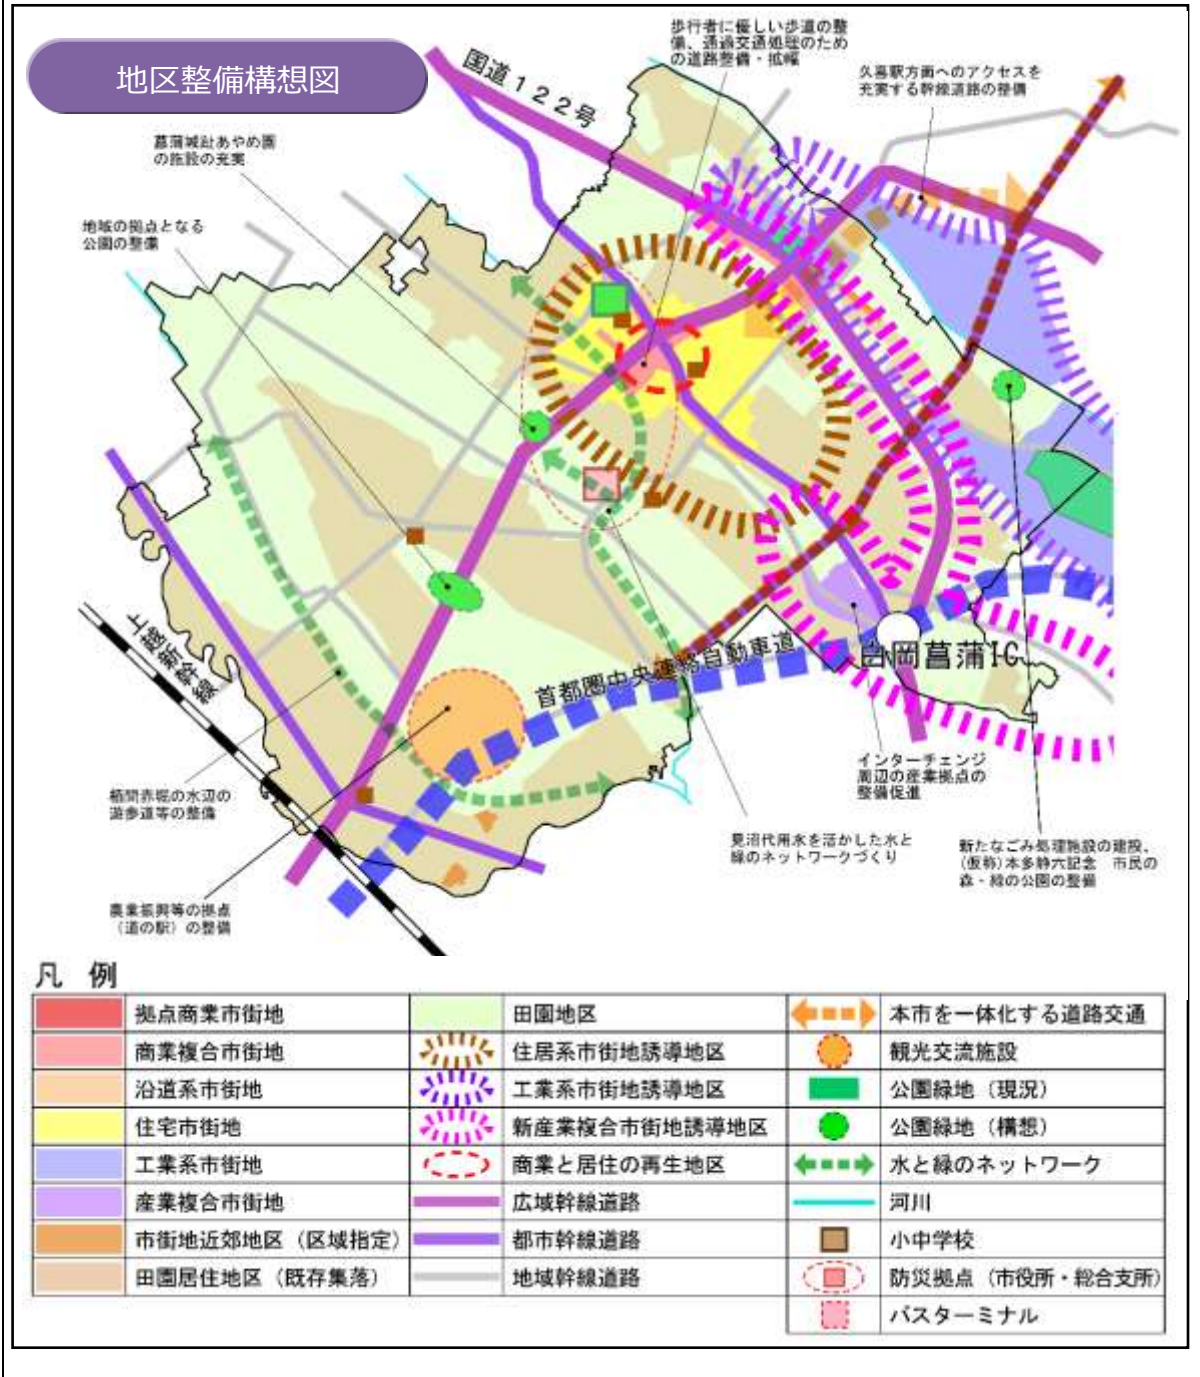 地区整備構想図
国道122号
歩行者に優しい歩道の整
備、通過交通処理のため
の道路整備・拡幅
久喜駅方面へのアクセスを
充実する幹線道路の整備
菖蒲城趾あやめ園
の施設の充実
地域の拠点となる
公園の整備
上越新幹線
首都圏中央連絡自動車道
白岡菖蒲IC
インターチェンジ
周辺の産業拠点の
整備促進
栢間赤堀の水辺の
遊歩道等の整備
見沼代用水を活かした水と
緑のネットワークづくり
新たなごみ処理施設の建設、
(仮称)本多静六記念 市民の
森・緑の公園の整備
農業振興等の拠点
(道の駅)の整備
凡 例
拠点商業市街地
商業複合市街地
沿道系市街地
住宅市街地
工業系市街地
産業複合市街地
市街地近郊地区(区域指定)
田園居住地区(既存集落)
田園地区
住居系市街地誘導地区
工業系市街地誘導地区
新産業複合市街地誘導地区
商業と居住の再生地区
広域幹線道路
都市幹線道路
地域幹線道路
本市を一体化する道路交通
観光交流施設
公園緑地(現況)
公園緑地(構想)
水と緑のネットワーク
河川
小中学校
防災拠点(市役所・総合支所)
バスターミナル